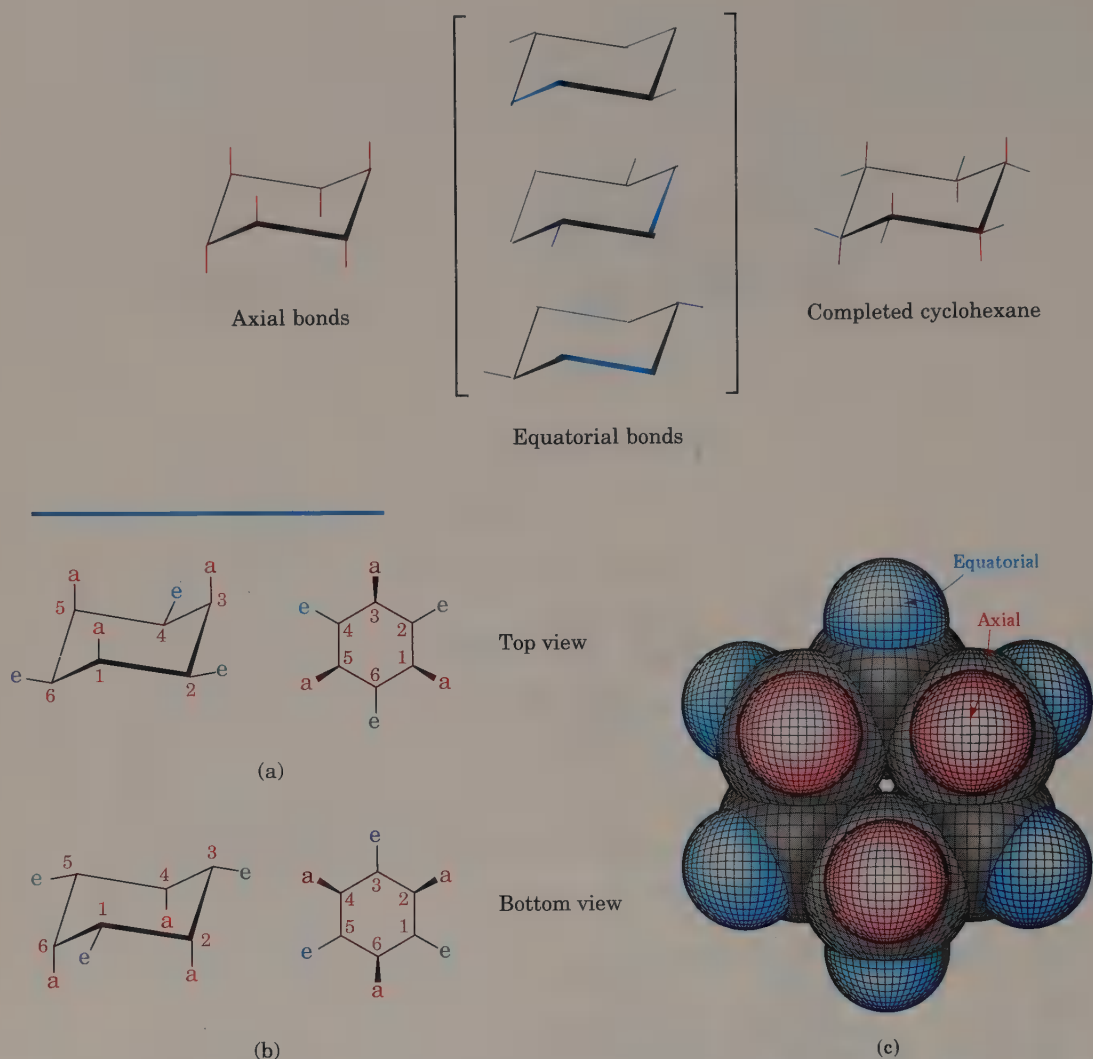 Axial bonds
Equatorial bonds
Completed cyclohexane
a
a
e
5
3
a
4
e
1
2
e
6
a
3
e
e
4
2
5
1
a
6
a
e
Top view
(a)
e
5
4
3
e
1
a
6
2
e
a
a
e
a
3
a
4
2
5
1
e
6
e
a
Bottom view
(b)
Equatorial
Axial
(c)